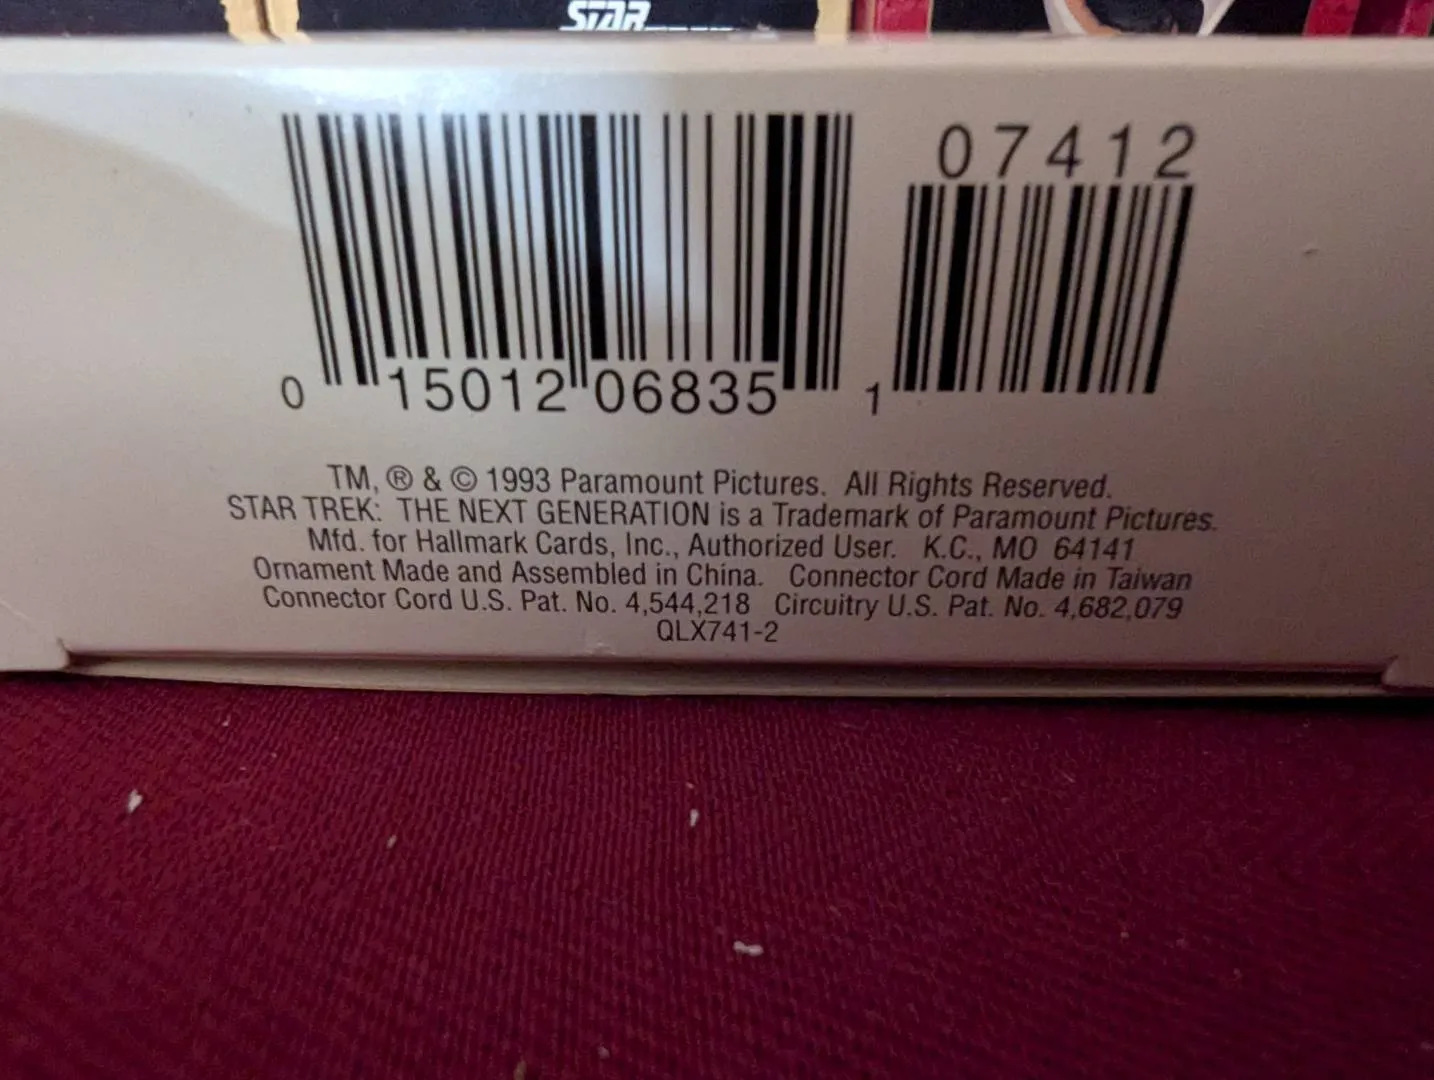 STAR
07412
0 15012 06835 1
TM, ® & © 1993 Paramount Pictures. All Rights Reserved.
STAR TREK: THE NEXT GENERATION is a Trademark of Paramount Pictures.
Mfd. for Hallmark Cards, Inc., Authorized User. K.C., MO 64141
Ornament Made and Assembled in China. Connector Cord Made in Taiwan
Connector Cord U.S. Pat. No. 4,544,218 Circuitry U.S. Pat. No. 4,682,079
QLX741-2